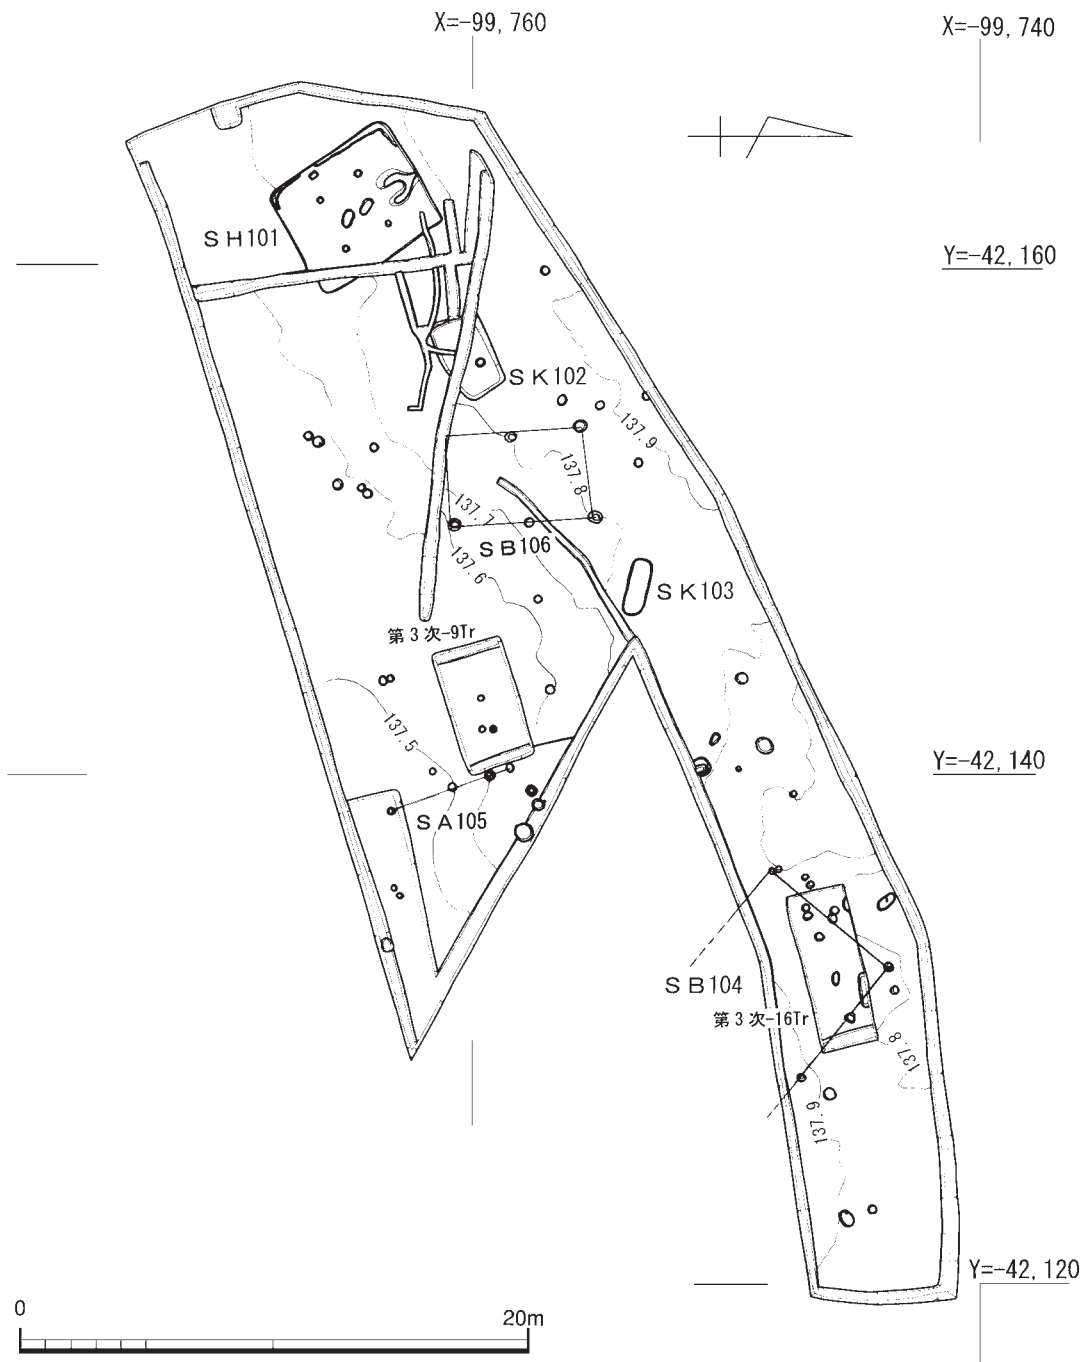 X=-99,760
X=-99,740
SH101
Y=-42,160
SK102
137.9
137.8
137.7
SB106
137.6
SK103
第3次-9Tr
137.5
Y=-42,140
SA105
SB104
第3次-16Tr
137.8
137.9
Y=-42,120
0
20m